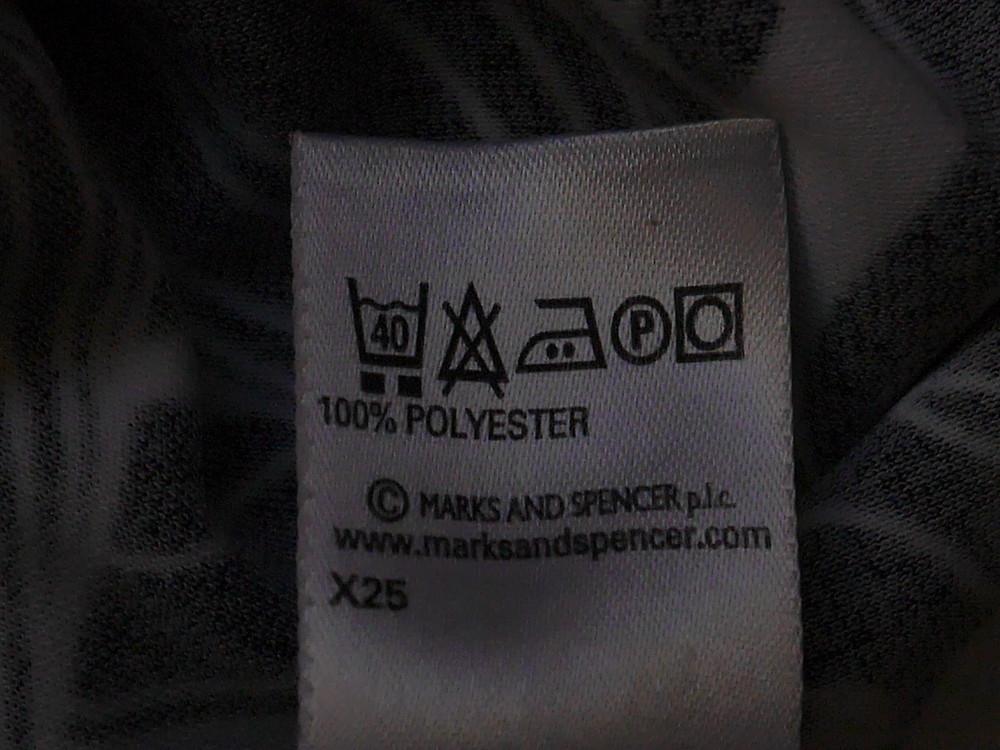 40 P
100% POLYESTER
© MARKS AND SPENCER p.l.c.
www.marksandspencer.com
X25